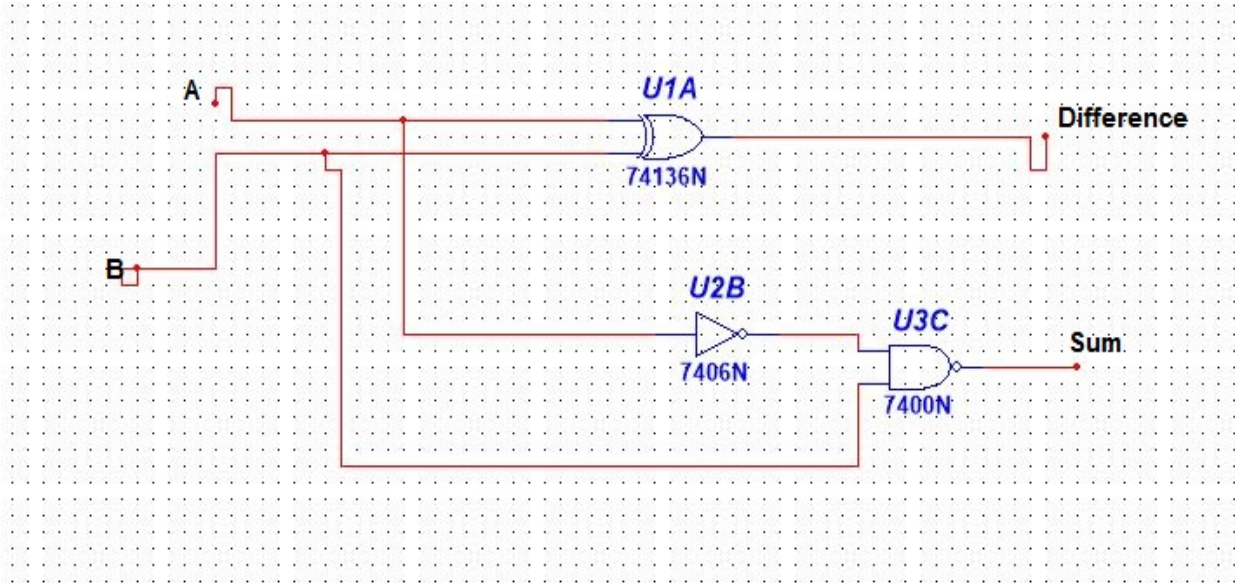 A
U1A
74136N
Difference
B
U2B
7406N
U3C
7400N
Sum